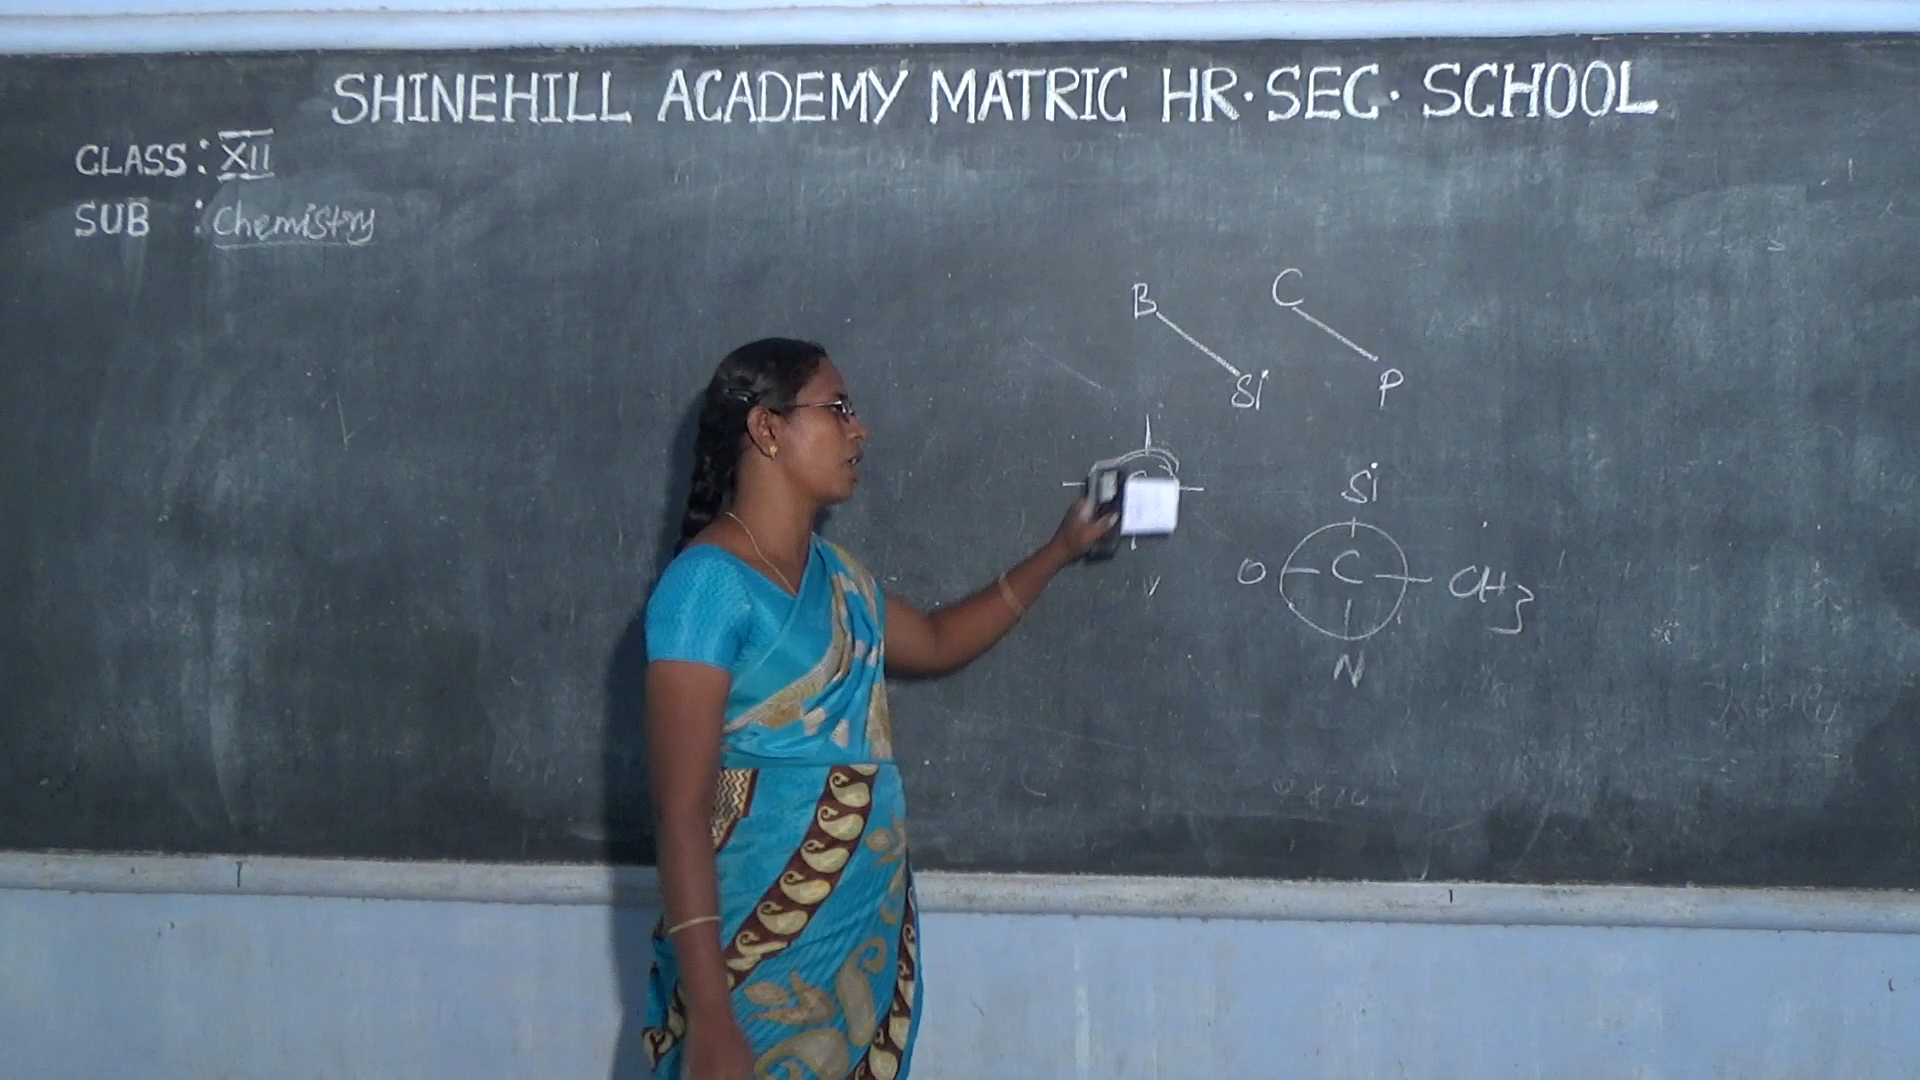 SHINEHILL ACADEMY MATRIC HR. SEC. SCHOOL
CLASS : XII
SUB : Chemistry
B C
Si P
Si
O C CH3
N